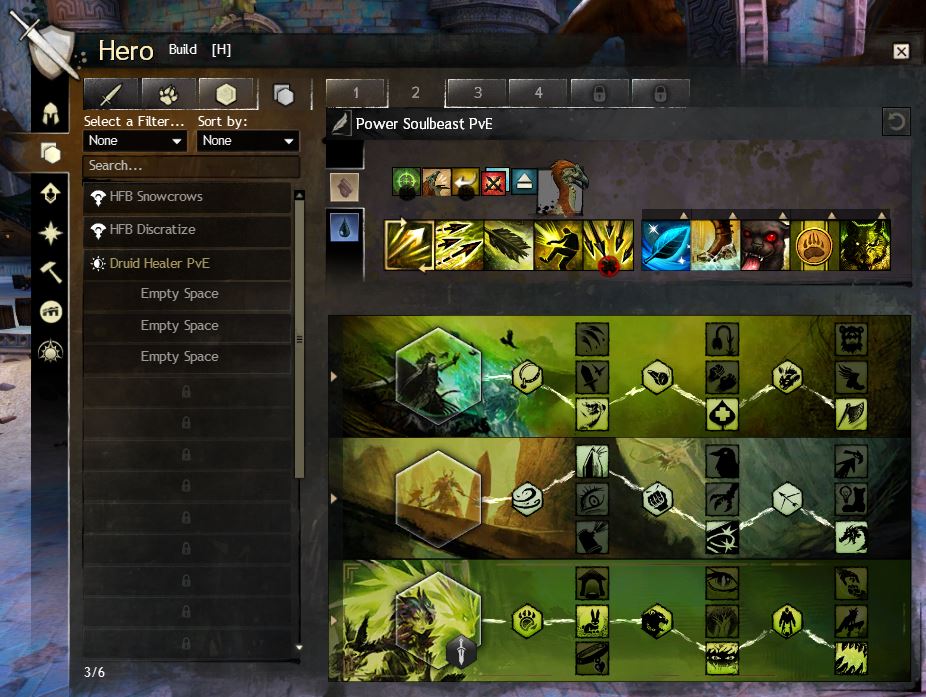 Hero Build [H]
1 2 3 4
Select a Filter... Sort by:
None None
Power Soulbeast PvE
Search...
HFB Snowcrows
HFB Discratize
Druid Healer PvE
Empty Space
Empty Space
Empty Space
3/6